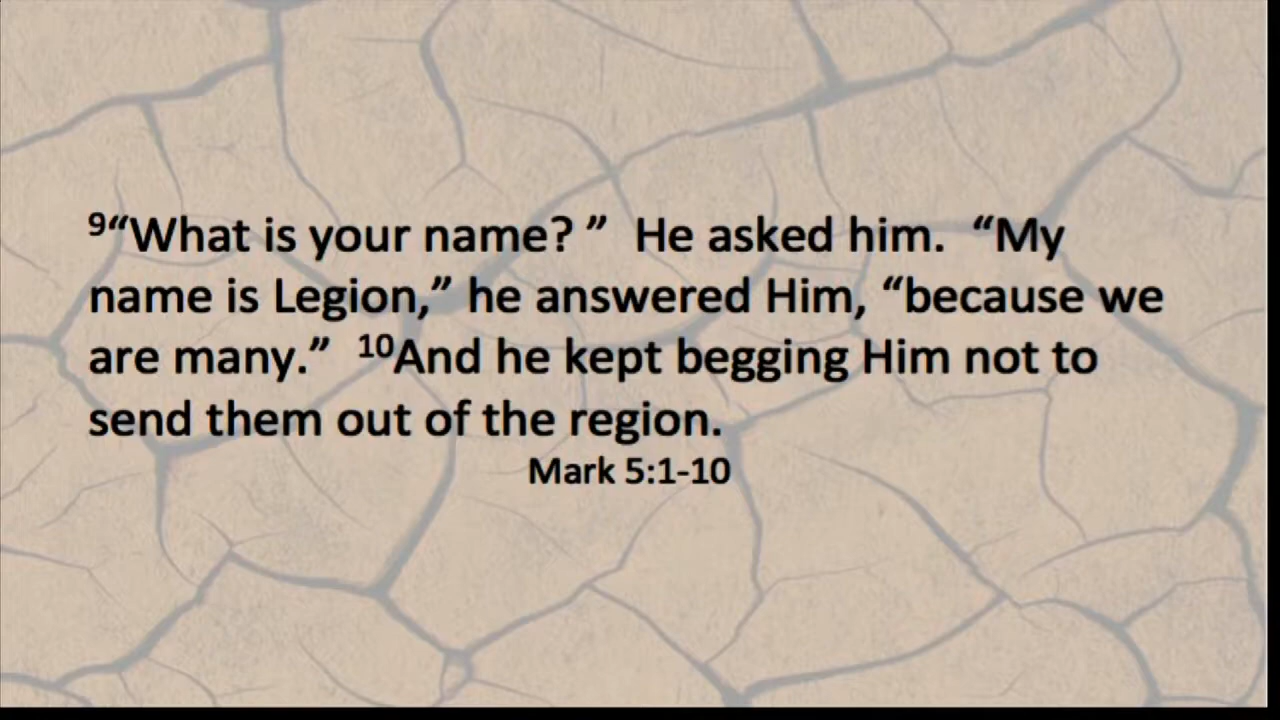 ⁹“What is your name? ”  He asked him.  “My
name is Legion,” he answered Him, “because we
are many.”  ¹⁰And he kept begging Him not to
send them out of the region.
Mark 5:1-10